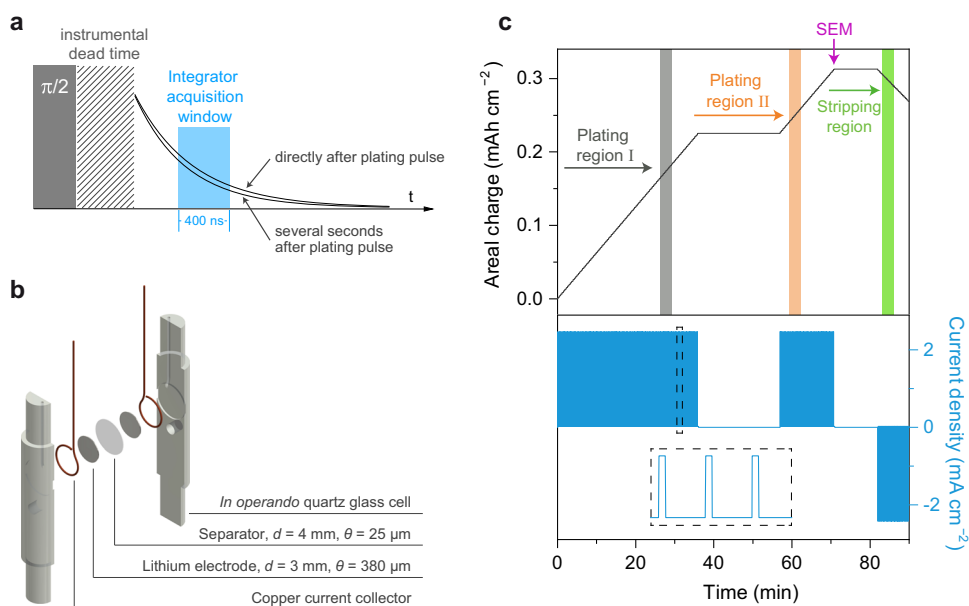 a
instrumental
dead time
π/2
Integrator
acquisition
window
directly after plating pulse
t
400 ns
several seconds
after plating pulse
b
In operando quartz glass cell
Separator, d = 4 mm, θ = 25 µm
Lithium electrode, d = 3 mm, θ = 380 µm
Copper current collector
c
SEM
Areal charge (mAh cm⁻²)
0.3
0.2
0.1
0.0
Plating
region I
Plating
region II
Stripping
region
Current density (mA cm⁻²)
2
0
-2
0
20
40
60
80
Time (min)